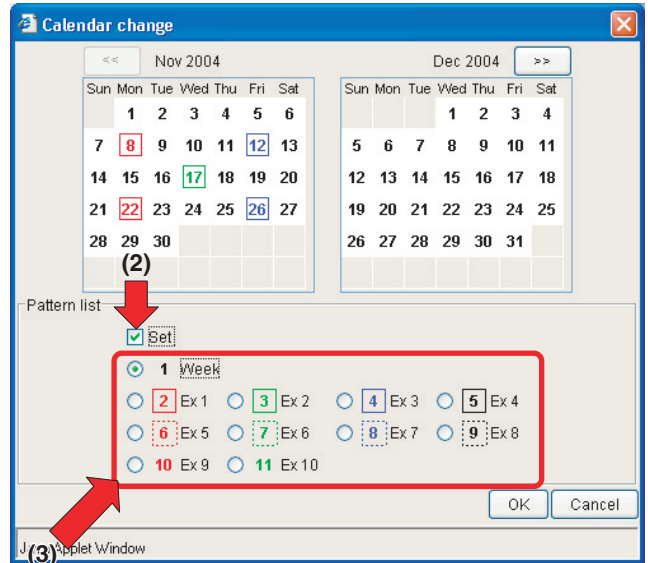 Calendar change
<< Nov 2004 Dec 2004 >>
Sun Mon Tue Wed Thu Fri Sat Sun Mon Tue Wed Thu Fri Sat
1 2 3 4 5 6 1 2 3 4
7 8 9 10 11 12 13 5 6 7 8 9 10 11
14 15 16 17 18 19 20 12 13 14 15 16 17 18
21 22 23 24 25 26 27 19 20 21 22 23 24 25
28 29 30 26 27 28 29 30 31
(2)
Pattern list
Set
1 Week
2 Ex 1 3 Ex 2 4 Ex 3 5 Ex 4
6 Ex 5 7 Ex 6 8 Ex 7 9 Ex 8
10 Ex 9 11 Ex 10
OK Cancel
(3)
Applet Window